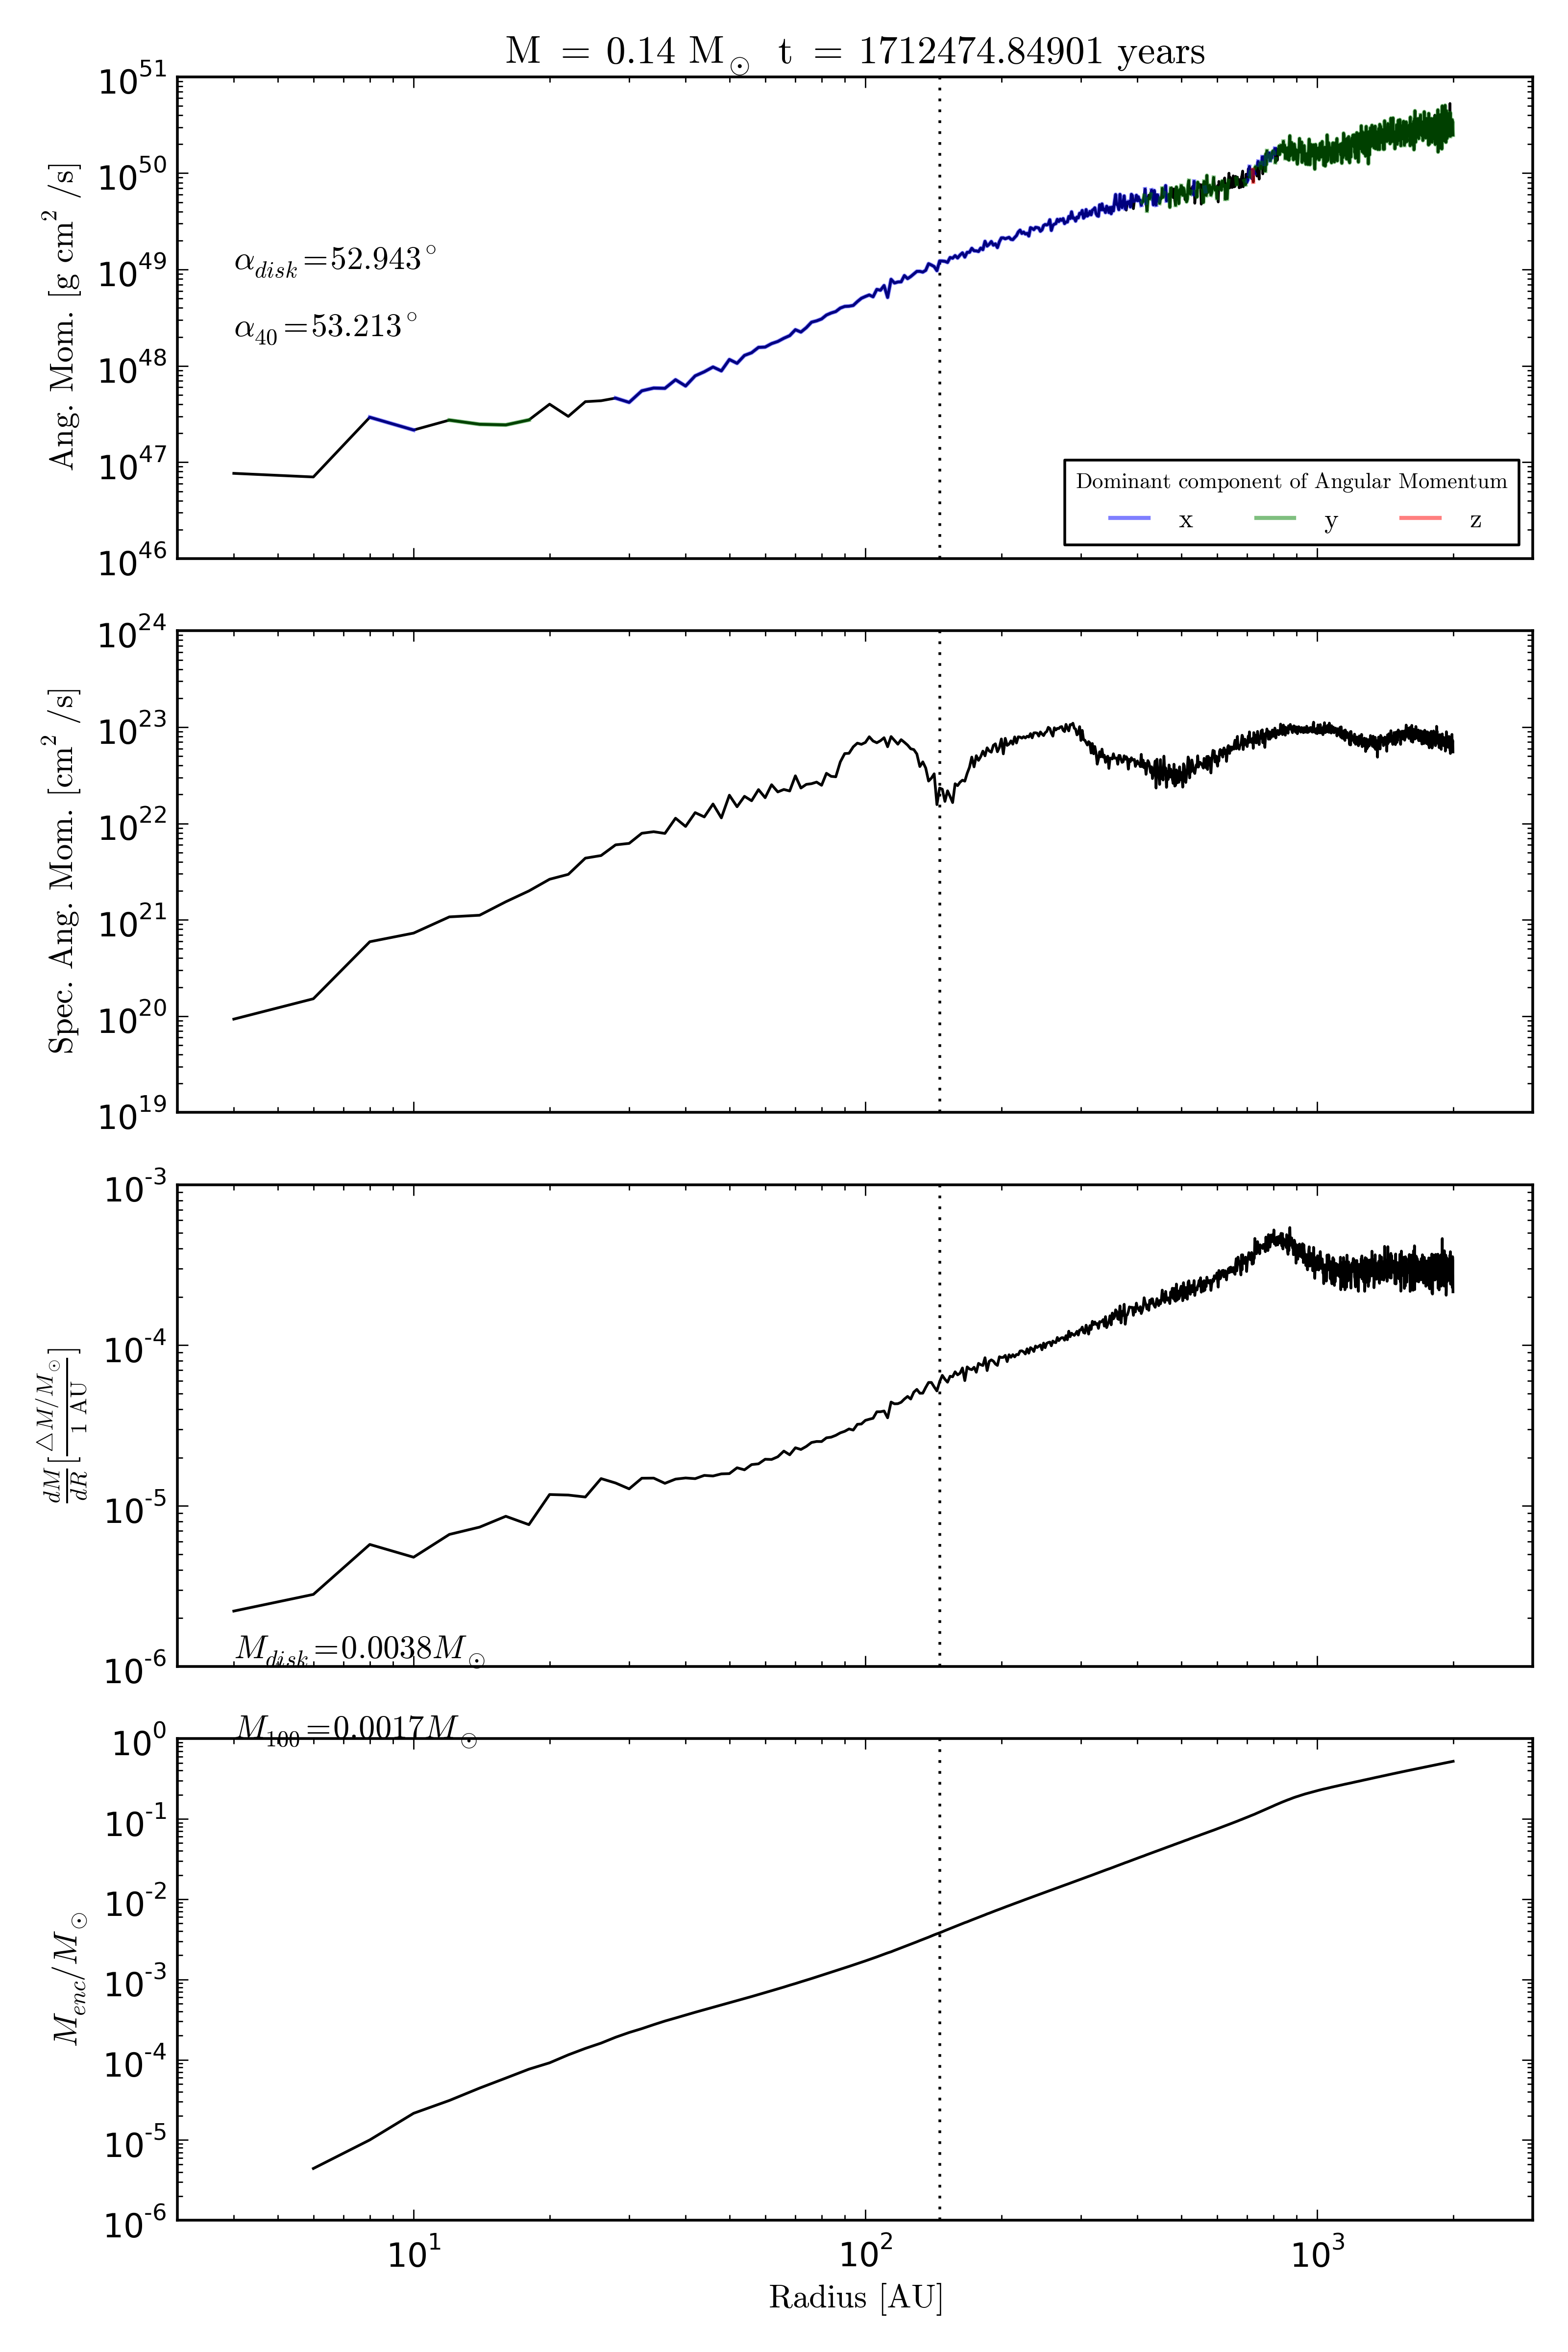 M = 0.14 M⊙ t = 1712474.84901 years
10^51
10^50
10^49
10^48
10^47
10^46
Ang. Mom. [g cm^2 /s]
α_disk=52.943°
α_40=53.213°
Dominant component of Angular Momentum
x y z
10^24
10^23
10^22
10^21
10^20
10^19
Spec. Ang. Mom. [cm^2 /s]
10^-3
10^-4
10^-5
10^-6
dM/dR [△M/M⊙ / 1 AU]
M_disk=0.0038M⊙
M_100=0.0017M⊙
10^0
10^-1
10^-2
10^-3
10^-4
10^-5
10^-6
M_enc/M⊙
10^1 10^2 10^3
Radius [AU]